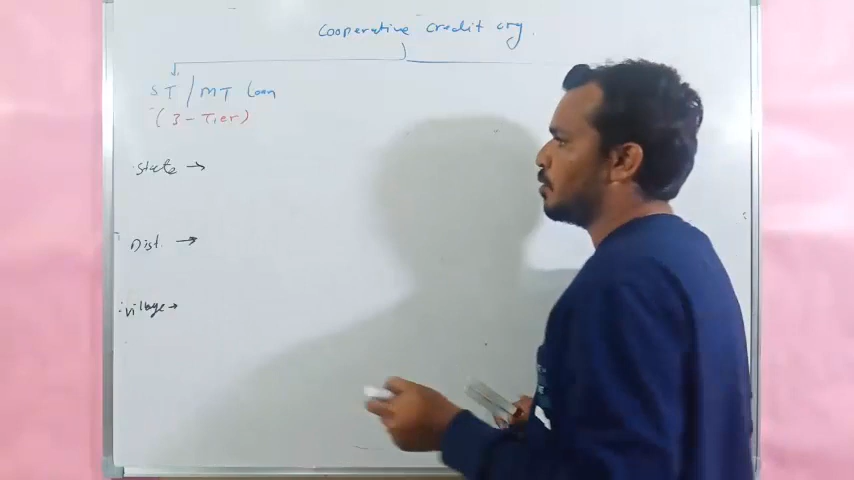 Cooperative Credit org.
ST / MT Loan
(3 - Tier)
State →
Dist. →
village →